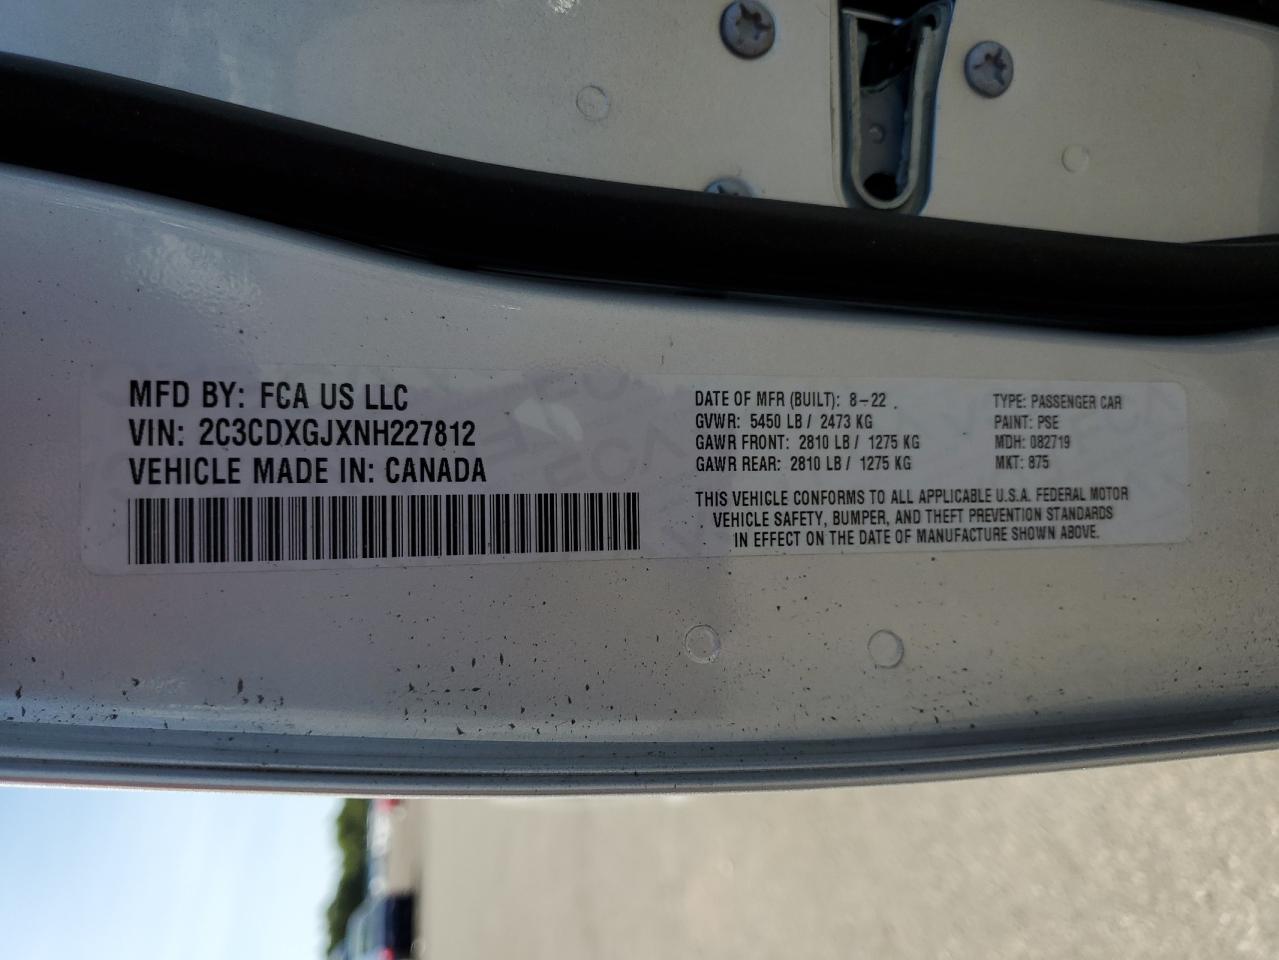 MFD BY: FCA US LLC
VIN: 2C3CDXGJXNH227812
VEHICLE MADE IN: CANADA
DATE OF MFR (BUILT): 8-22
GVWR: 5450 LB / 2473 KG
GAWR FRONT: 2810 LB / 1275 KG
GAWR REAR: 2810 LB / 1275 KG
TYPE: PASSENGER CAR
PAINT: PSE
MDH: 082719
MKT: 875
THIS VEHICLE CONFORMS TO ALL APPLICABLE U.S.A. FEDERAL MOTOR
VEHICLE SAFETY, BUMPER, AND THEFT PREVENTION STANDARDS
IN EFFECT ON THE DATE OF MANUFACTURE SHOWN ABOVE.